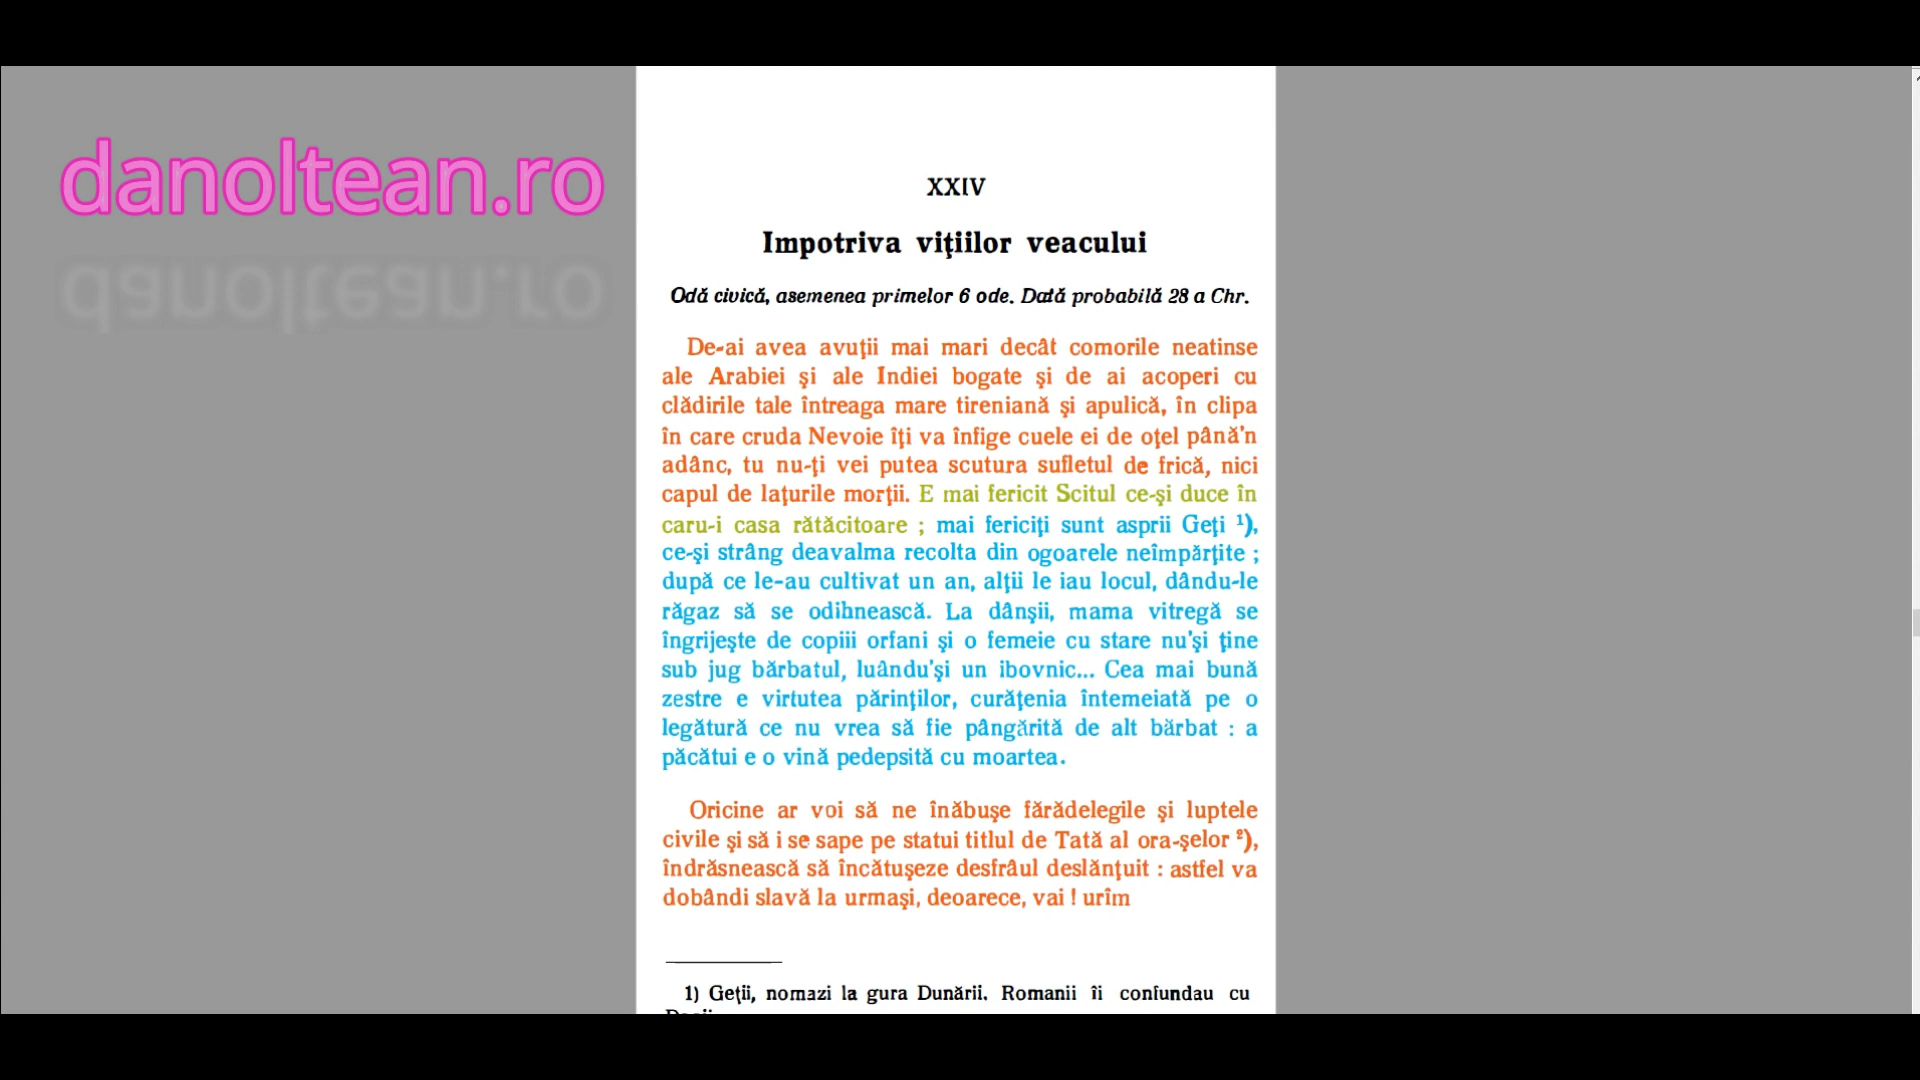 danoltean.ro
XXIV
Impotriva viţiilor veacului
Odă civică, asemenea primelor 6 ode. Dată probabilă 28 a Chr.
De-ai avea avuţii mai mari decât comorile neatinse
ale Arabiei şi ale Indiei bogate şi de ai acoperi cu
clădirile tale întreaga mare tireniană şi apulică, în clipa
în care cruda Nevoie îţi va înfige cuele ei de oţel până'n
adânc, tu nu-ţi vei putea scutura sufletul de frică, nici
capul de laţurile morţii. E mai fericit Scitul ce-şi duce în
caru-i casa rătăcitoare ; mai fericiţi sunt asprii Geţi ¹),
ce-şi strâng deavalma recolta din ogoarele neîmpărţite ;
după ce le-au cultivat un an, alţii le iau locul, dându-le
răgaz să se odihnească. La dânşii, mama vitregă se
îngrijeşte de copiii orfani şi o femeie cu stare nu'şi ţine
sub jug bărbatul, luându'şi un ibovnic... Cea mai bună
zestre e virtutea părinţilor, curăţenia întemeiată pe o
legătură ce nu vrea să fie pângărită de alt bărbat : a
păcătui e o vină pedepsită cu moartea.
Oricine ar voi să ne înăbuşe fărădelegile şi luptele
civile şi să i se sape pe statui titlul de Tată al ora-şelor ²),
îndrăsnească să încătuşeze desfrâul deslănţuit : astfel va
dobândi slavă la urmaşi, deoarece, vai ! urîm
1) Geţii, nomazi la gura Dunării. Romanii îi confundau cu